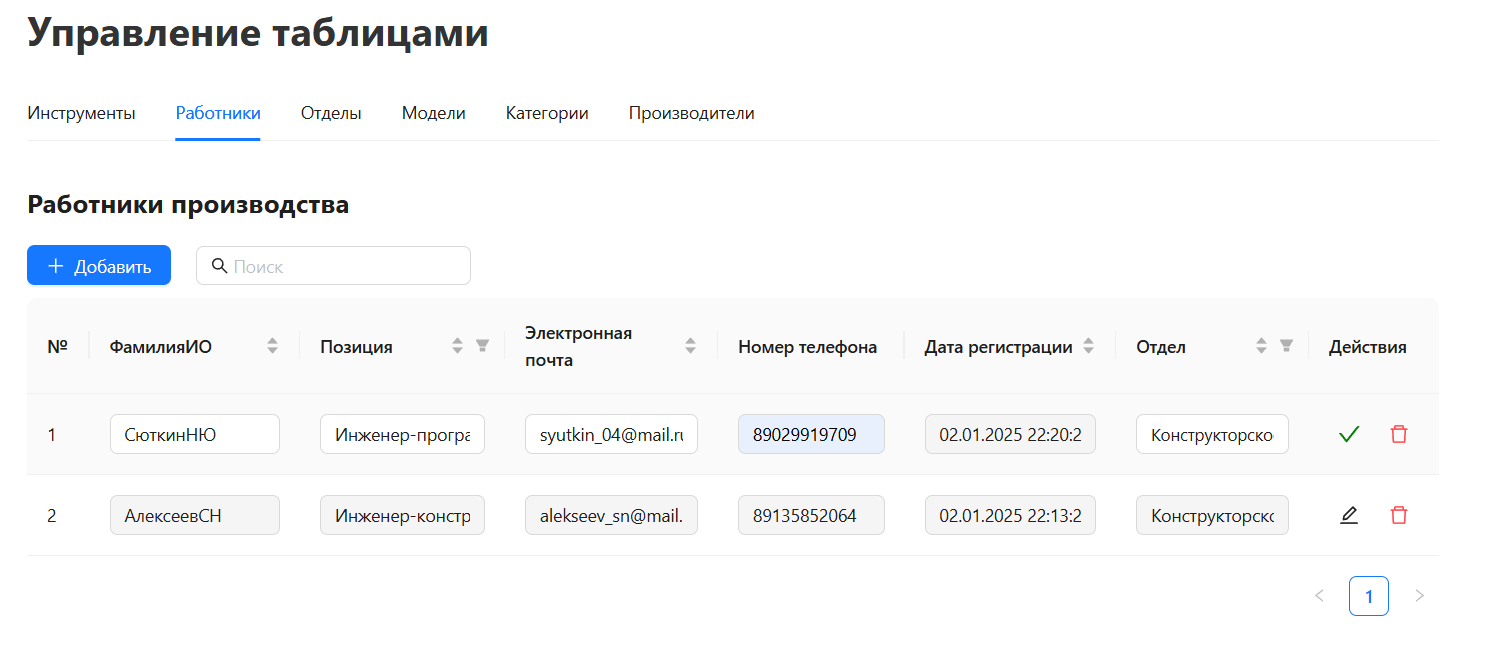 Управление таблицами
Инструменты Работники Отделы Модели Категории Производители
Работники производства
Добавить Поиск
№ ФамилияИО Позиция Электронная почта Номер телефона Дата регистрации Отдел Действия
1 СюткинНЮ Инженер-програ syutkin_04@mail.ru 89029919709 02.01.2025 22:20:2 Конструкторско
2 АлексеевСН Инженер-констр alekseev_sn@mail. 89135852064 02.01.2025 22:13:2 Конструкторск
1